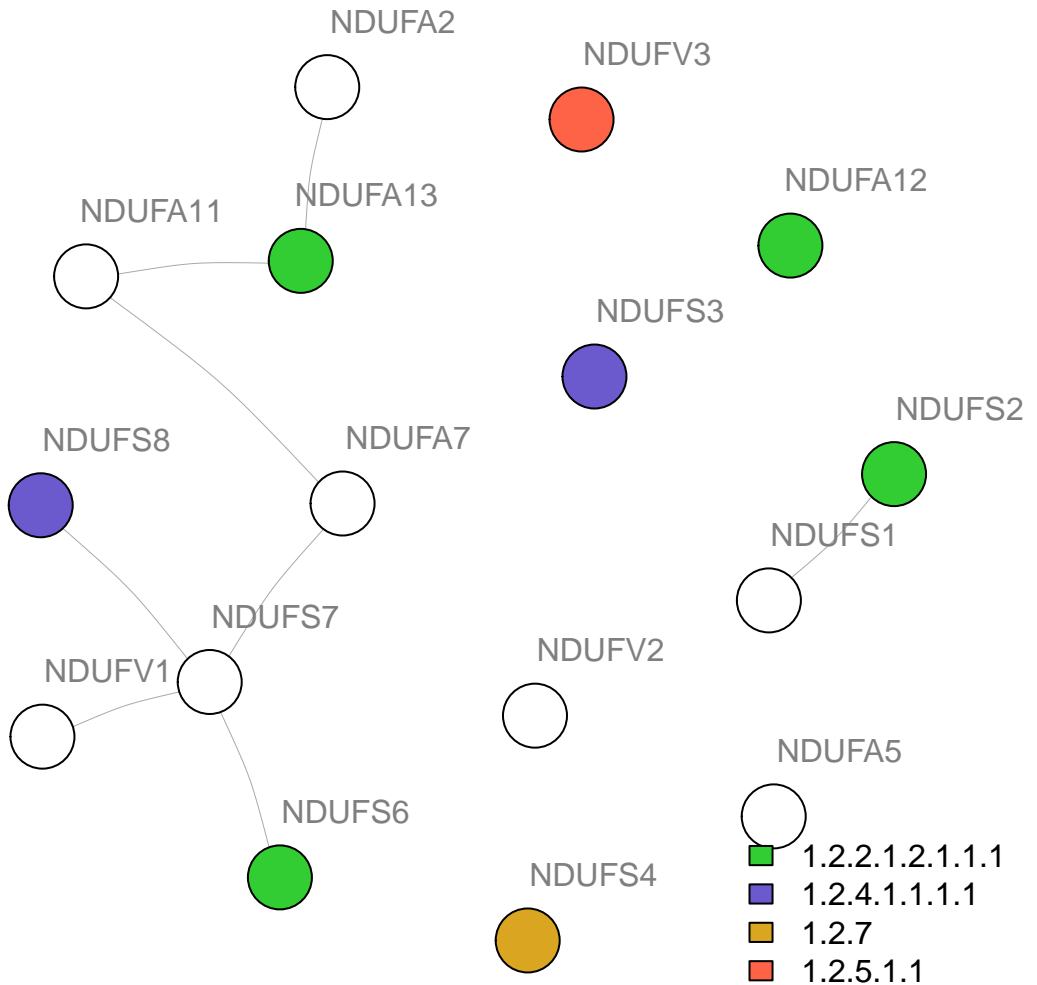 NDUFA2
NDUFV3
NDUFA12
NDUFA13
NDUFA11
NDUFS3
NDUFS2
NDUFS8
NDUFA7
NDUFS1
NDUFS7
NDUFV2
NDUFV1
NDUFA5
NDUFS6
1.2.2.1.2.1.1.1
NDUFS4
1.2.4.1.1.1.1
1.2.7
1.2.5.1.1